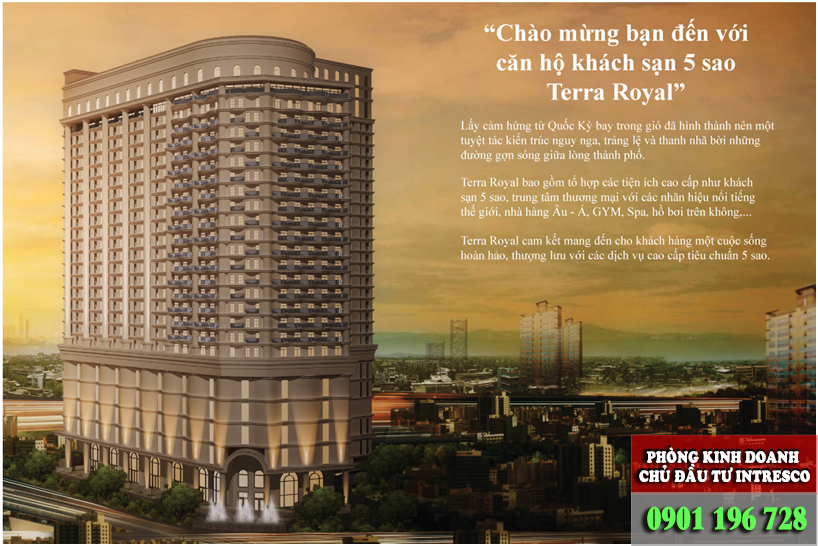 “Chào mừng bạn đến với
căn hộ khách sạn 5 sao
Terra Royal”
Lấy cảm hứng từ Quốc Kỳ bay trong gió đã hình thành nên một
tuyệt tác kiến trúc nguy nga, tráng lệ và thanh nhã bởi những
đường gợn sóng giữa lòng thành phố.
Terra Royal bao gồm tổ hợp các tiện ích cao cấp như khách
sạn 5 sao, trung tâm thương mại với các nhãn hiệu nổi tiếng
thế giới, nhà hàng Âu - Á, GYM, Spa, hồ bơi trên không,...
Terra Royal cam kết mang đến cho khách hàng một cuộc sống
hoàn hảo, thượng lưu với các dịch vụ cao cấp tiêu chuẩn 5 sao.
PHÒNG KINH DOANH
CHỦ ĐẦU TƯ INTRESCO
0901 196 728